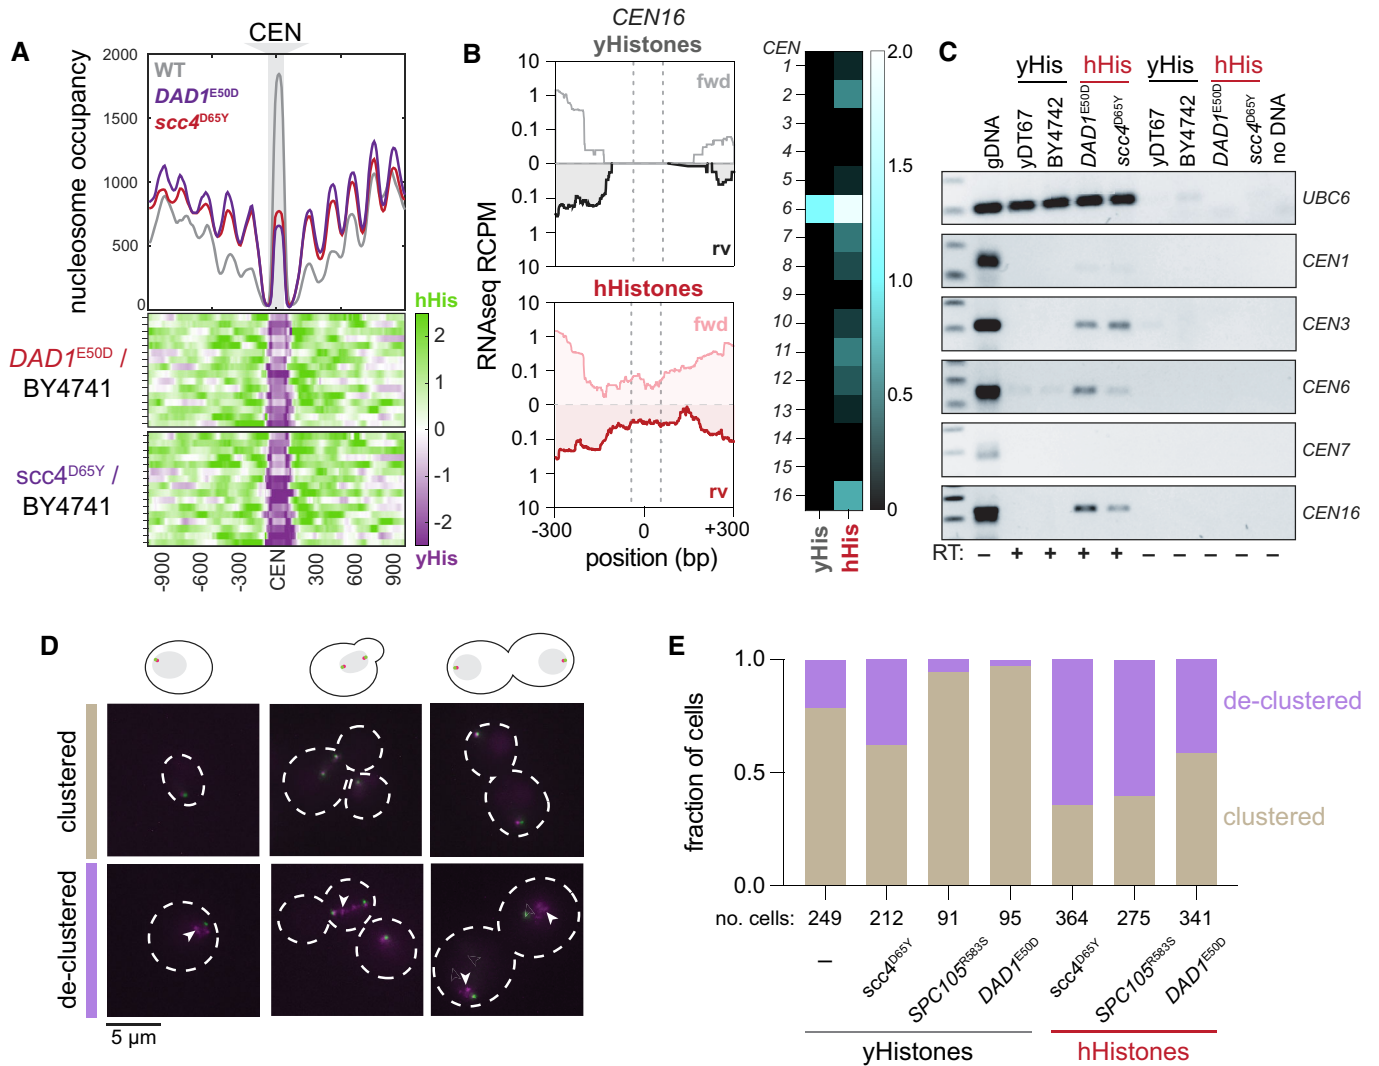 A
CEN
nucleosome occupancy
2000
1500
1000
500
0
WT
DAD1E50D
scc4D65Y
DAD1E50D /
BY4741
scc4D65Y /
BY4741
hHis
2
1
0
-1
-2
yHis
-900
-600
-300
CEN
300
600
900
B
CEN16
yHistones
RNAseq RCPM
10
1
0.1
0
0.1
1
10
fwd
rv
hHistones
10
1
0.1
0
0.1
1
10
fwd
rv
-300
0
+300
position (bp)
CEN
1
2
3
4
5
6
7
8
9
10
11
12
13
14
15
16
yHis
hHis
2.0
1.5
1.0
0.5
0
C
yHis hHis yHis hHis
gDNA
yDT67
BY4742
DAD1E50D
scc4D65Y
yDT67
BY4742
DAD1E50D
scc4D65Y
no DNA
UBC6
CEN1
CEN3
CEN6
CEN7
CEN16
RT: – + + + + – – – – –
D
clustered
de-clustered
5 µm
E
fraction of cells
1.0
0.5
0.0
de-clustered
clustered
no. cells: 249 212 91 95 364 275 341
–
scc4D65Y
SPC105R583S
DAD1E50D
scc4D65Y
SPC105R583S
DAD1E50D
yHistones
hHistones